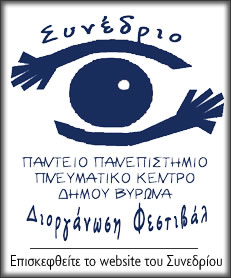 Συνέδριο
ΠΑΝΤΕΙΟ ΠΑΝΕΠΙΣΤΗΜΙΟ
ΠΝΕΥΜΑΤΙΚΟ ΚΕΝΤΡΟ
ΔΗΜΟΥ ΒΥΡΩΝΑ
Διοργάνωση Φεστιβάλ
Επισκεφθείτε το website του Συνεδρίου